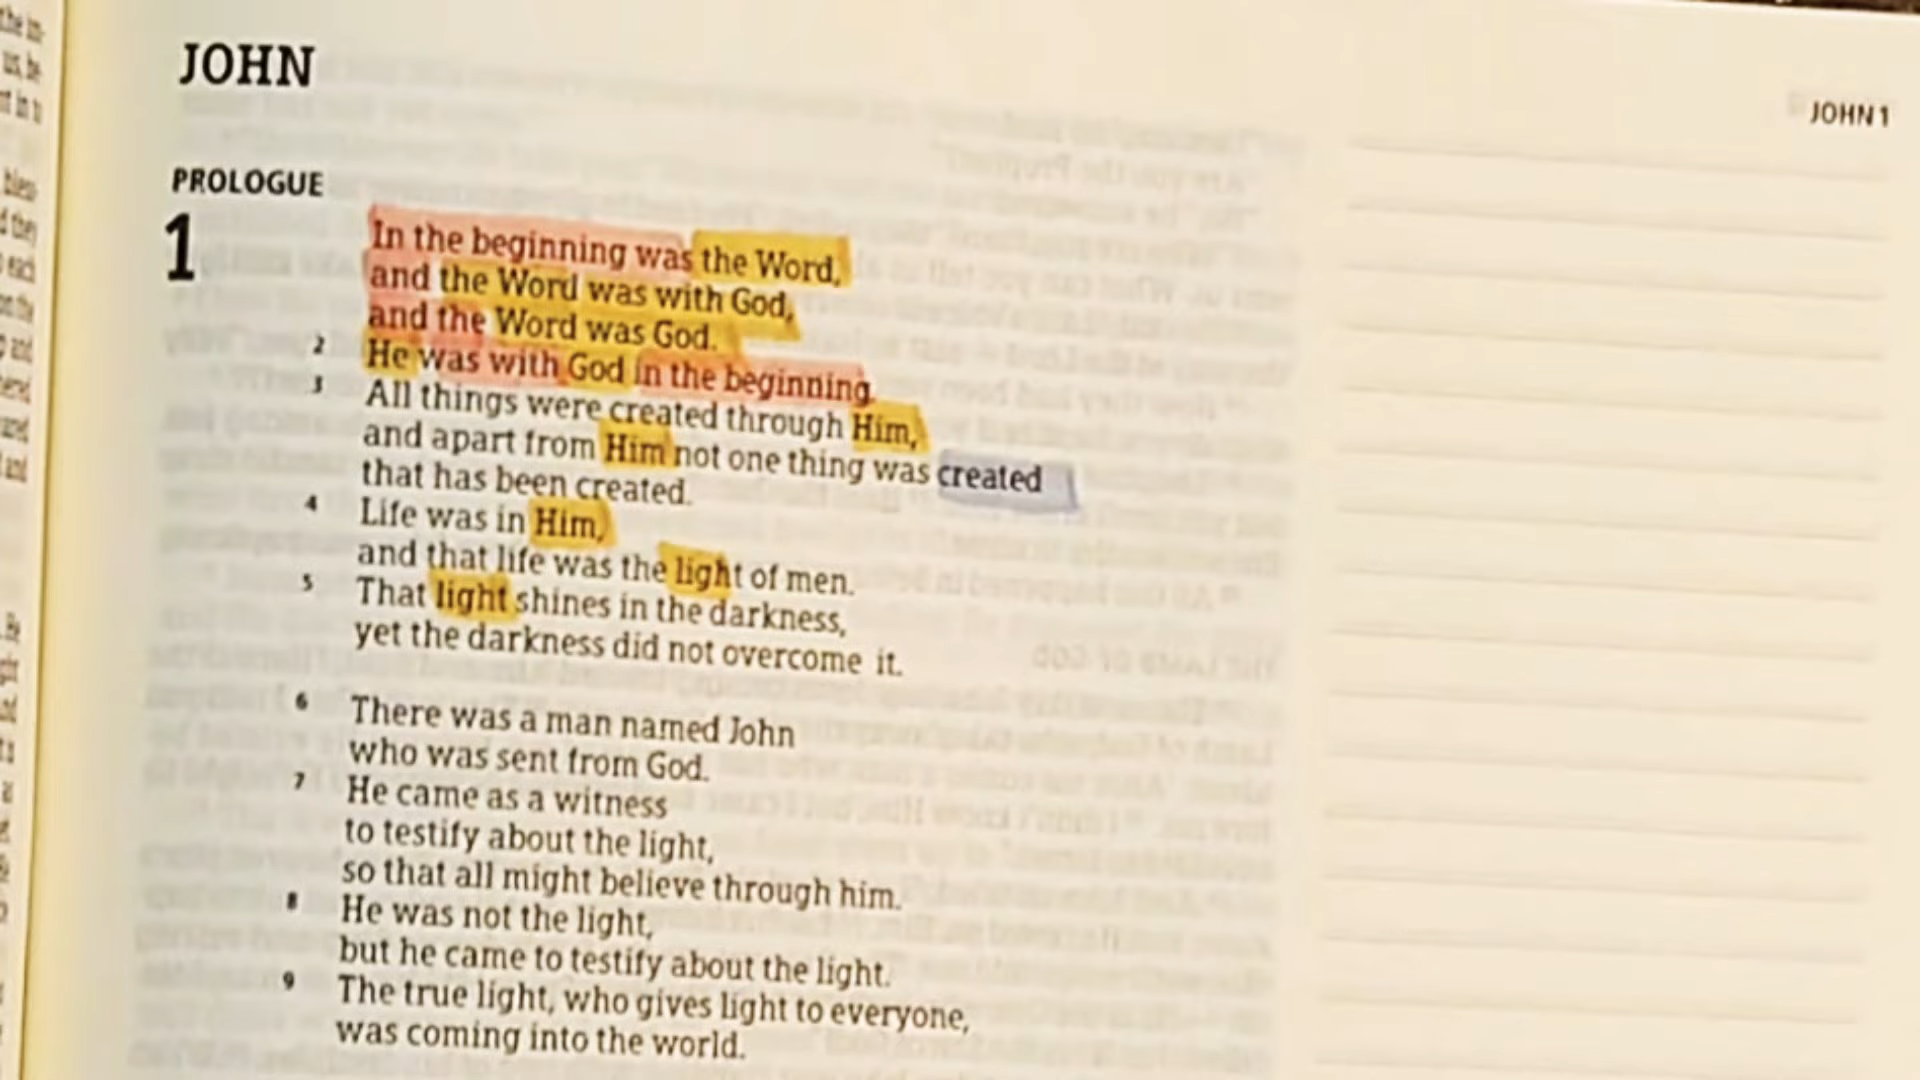 JOHN
JOHN 1
PROLOGUE
1 In the beginning was the Word,
and the Word was with God,
and the Word was God.
2 He was with God in the beginning.
3 All things were created through Him,
and apart from Him not one thing was created
that has been created.
4 Life was in Him,
and that life was the light of men.
5 That light shines in the darkness,
yet the darkness did not overcome it.
6 There was a man named John
who was sent from God.
7 He came as a witness
to testify about the light,
so that all might believe through him.
8 He was not the light,
but he came to testify about the light.
9 The true light, who gives light to everyone,
was coming into the world.